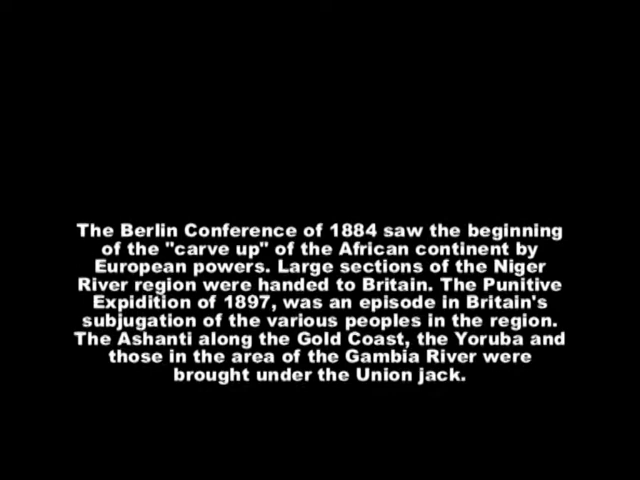 The Berlin Conference of 1884 saw the beginning
of the "carve up" of the African continent by
European powers. Large sections of the Niger
River region were handed to Britain. The Punitive
Expidition of 1897, was an episode in Britain's
subjugation of the various peoples in the region.
The Ashanti along the Gold Coast, the Yoruba and
those in the area of the Gambia River were
brought under the Union jack.